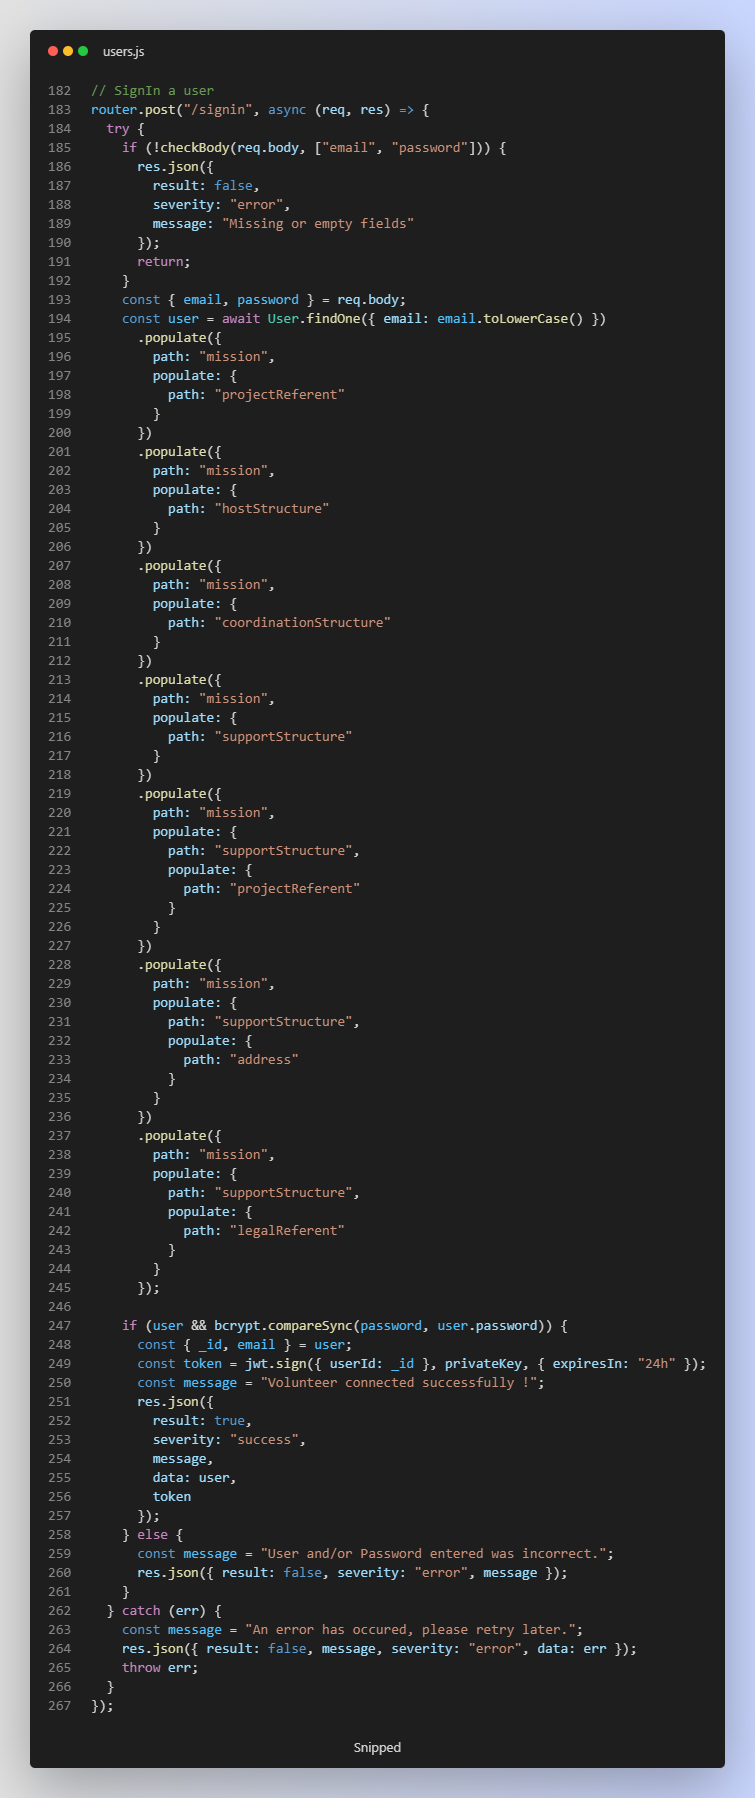 users.js
182 // SignIn a user
183 router.post("/signin", async (req, res) => {
184   try {
185     if (!checkBody(req.body, ["email", "password"])) {
186       res.json({
187         result: false,
188         severity: "error",
189         message: "Missing or empty fields"
190       });
191       return;
192     }
193     const { email, password } = req.body;
194     const user = await User.findOne({ email: email.toLowerCase() })
195       .populate({
196         path: "mission",
197         populate: {
198           path: "projectReferent"
199         }
200       })
201       .populate({
202         path: "mission",
203         populate: {
204           path: "hostStructure"
205         }
206       })
207       .populate({
208         path: "mission",
209         populate: {
210           path: "coordinationStructure"
211         }
212       })
213       .populate({
214         path: "mission",
215         populate: {
216           path: "supportStructure"
217         }
218       })
219       .populate({
220         path: "mission",
221         populate: {
222           path: "supportStructure",
223           populate: {
224             path: "projectReferent"
225           }
226         }
227       })
228       .populate({
229         path: "mission",
230         populate: {
231           path: "supportStructure",
232           populate: {
233             path: "address"
234           }
235         }
236       })
237       .populate({
238         path: "mission",
239         populate: {
240           path: "supportStructure",
241           populate: {
242             path: "legalReferent"
243           }
244         }
245       });
246
247     if (user && bcrypt.compareSync(password, user.password)) {
248       const { _id, email } = user;
249       const token = jwt.sign({ userId: _id }, privateKey, { expiresIn: "24h" });
250       const message = "Volunteer connected successfully !";
251       res.json({
252         result: true,
253         severity: "success",
254         message,
255         data: user,
256         token
257       });
258     } else {
259       const message = "User and/or Password entered was incorrect.";
260       res.json({ result: false, severity: "error", message });
261     }
262   } catch (err) {
263     const message = "An error has occured, please retry later.";
264     res.json({ result: false, message, severity: "error", data: err });
265     throw err;
266   }
267 });
Snipped